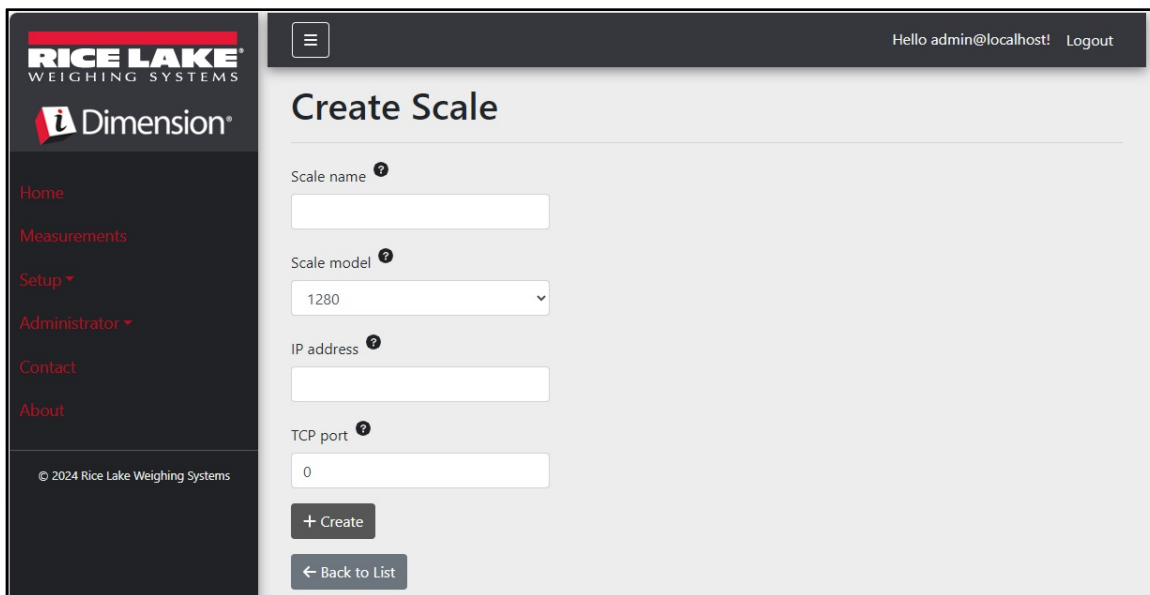 RICE LAKE®
WEIGHING SYSTEMS
i Dimension®
Home
Measurements
Setup
Administrator
Contact
About
© 2024 Rice Lake Weighing Systems
Hello admin@localhost! Logout
Create Scale
Scale name ?
Scale model ?
1280
IP address ?
TCP port ?
0
+ Create
← Back to List